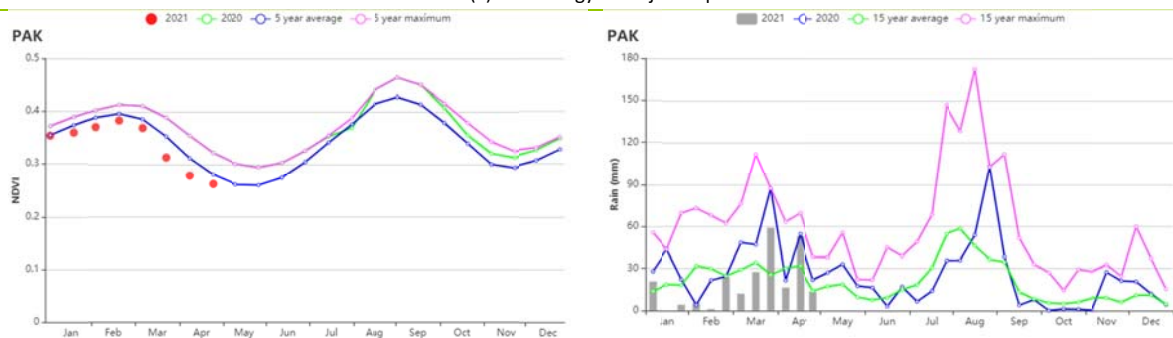 2021 2020 5 year average 5 year maximum
PAK
0.5
0.4
0.3
0.2
0.1
0
NDVI
Jan Feb Mar Apr May Jun Jul Aug Sep Oct Nov Dec
2021 2020 15 year average 15 year maximum
PAK
180
150
120
90
60
30
0
Rain (mm)
Jan Feb Mar Apr May Jun Jul Aug Sep Oct Nov Dec